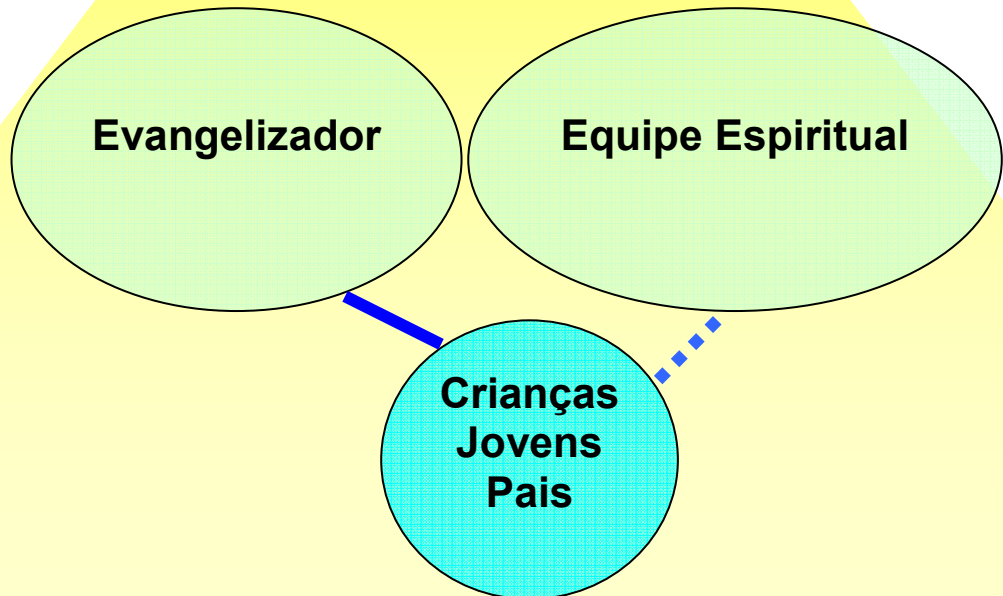 Evangelizador
Equipe Espiritual
Crianças
Jovens
Pais